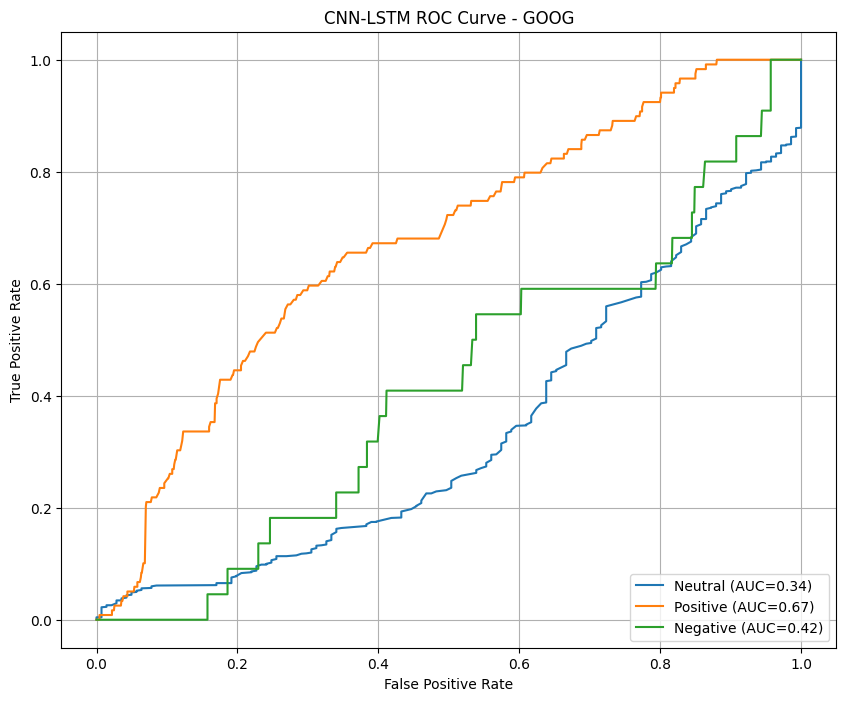 CNN-LSTM ROC Curve - GOOG
True Positive Rate
1.0
0.8
0.6
0.4
0.2
0.0
Neutral (AUC=0.34)
Positive (AUC=0.67)
Negative (AUC=0.42)
0.0 0.2 0.4 0.6 0.8 1.0
False Positive Rate